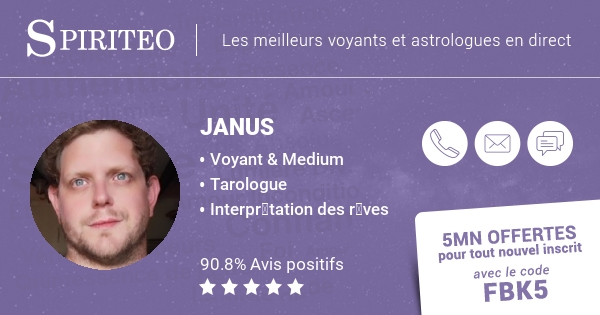 SPIRITEO
Les meilleurs voyants et astrologues en direct
JANUS
• Voyant & Medium
• Tarologue
• Interpr▯tation des r▯ves
90.8% Avis positifs
5MN OFFERTES
pour tout nouvel inscrit
avec le code
FBK5